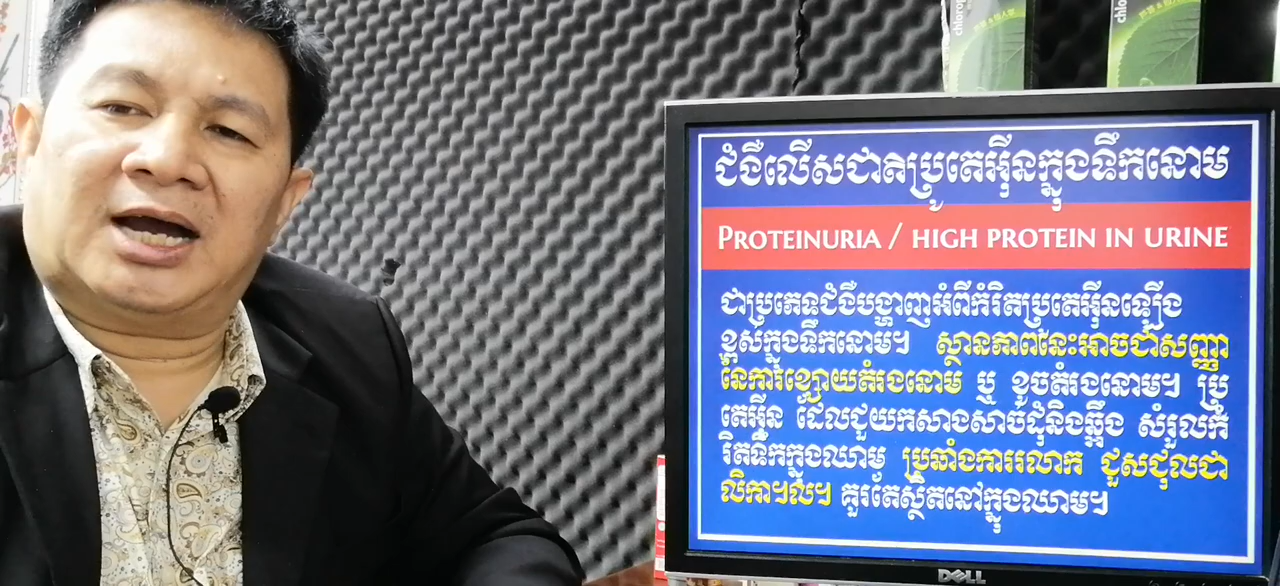 chlorop
chlo
ជំងឺលើសជាតិប្រូតេអ៊ីនក្នុងទឹកនោម
PROTEINURIA / HIGH PROTEIN IN URINE
ជាប្រភេទជំងឺបង្ហាញអំពីកំរិតប្រូតេអ៊ីនឡើង
ខ្ពស់ក្នុងទឹកនោម។ ស្ថានភាពនេះអាចជាសញ្ញា
នៃការខ្សោយតំរងនោម ឬ ខូចតំរងនោម។ ប្រូ
តេអ៊ីន ដែលជួយកសាងសាច់ដុំនិងឆ្អឹង សំរួលកំ
រិតទឹកក្នុងឈាម ប្រឆាំងការរលាក ជួសជុលជា
លិកា៘ គួរតែស្ថិតនៅក្នុងឈាម។
DELL